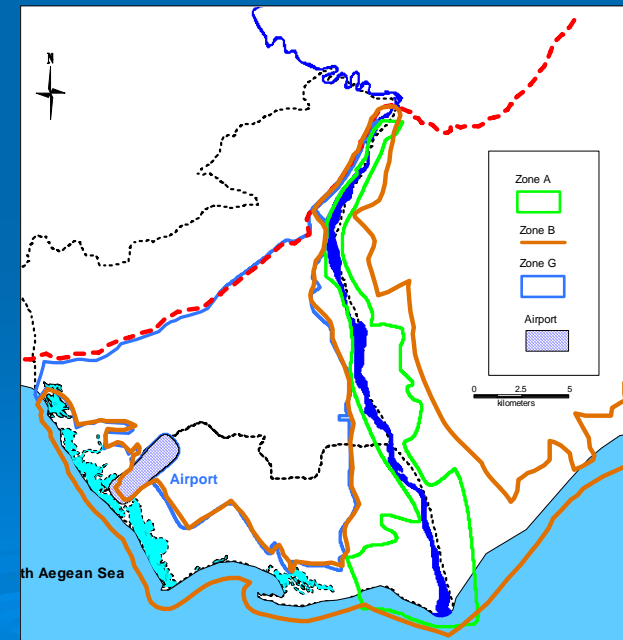 N
Zone A
Zone B
Zone G
Airport
0 2.5 5
kilometers
Airport
th Aegean Sea